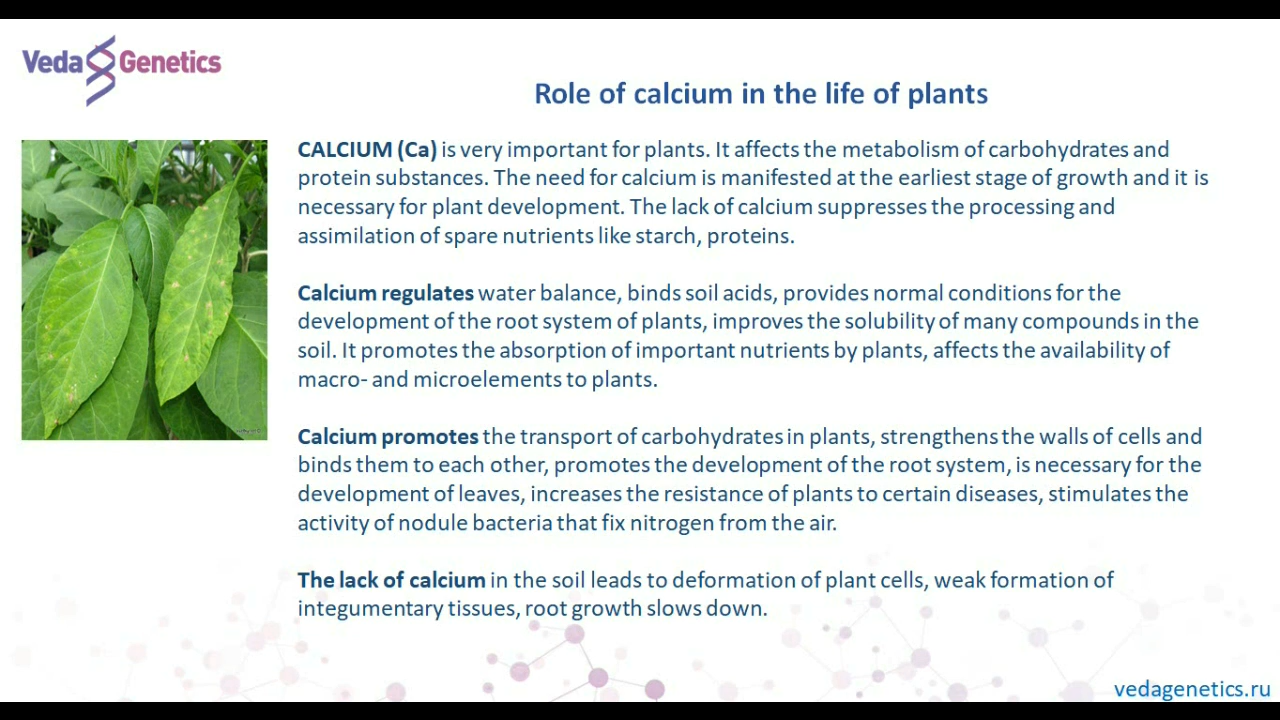 Veda Genetics
Role of calcium in the life of plants
CALCIUM (Ca) is very important for plants. It affects the metabolism of carbohydrates and
protein substances. The need for calcium is manifested at the earliest stage of growth and it is
necessary for plant development. The lack of calcium suppresses the processing and
assimilation of spare nutrients like starch, proteins.
Calcium regulates water balance, binds soil acids, provides normal conditions for the
development of the root system of plants, improves the solubility of many compounds in the
soil. It promotes the absorption of important nutrients by plants, affects the availability of
macro- and microelements to plants.
Calcium promotes the transport of carbohydrates in plants, strengthens the walls of cells and
binds them to each other, promotes the development of the root system, is necessary for the
development of leaves, increases the resistance of plants to certain diseases, stimulates the
activity of nodule bacteria that fix nitrogen from the air.
The lack of calcium in the soil leads to deformation of plant cells, weak formation of
integumentary tissues, root growth slows down.
vedagenetics.ru